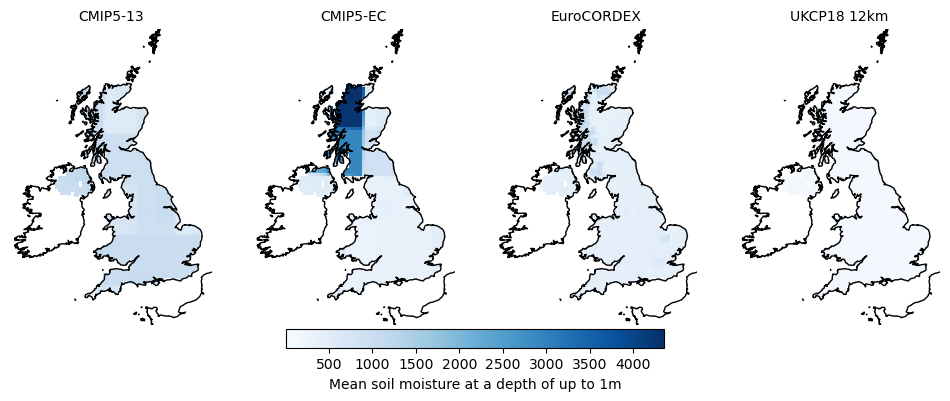 CMIP5-13 CMIP5-EC EuroCORDEX UKCP18 12km
500 1000 1500 2000 2500 3000 3500 4000
Mean soil moisture at a depth of up to 1m